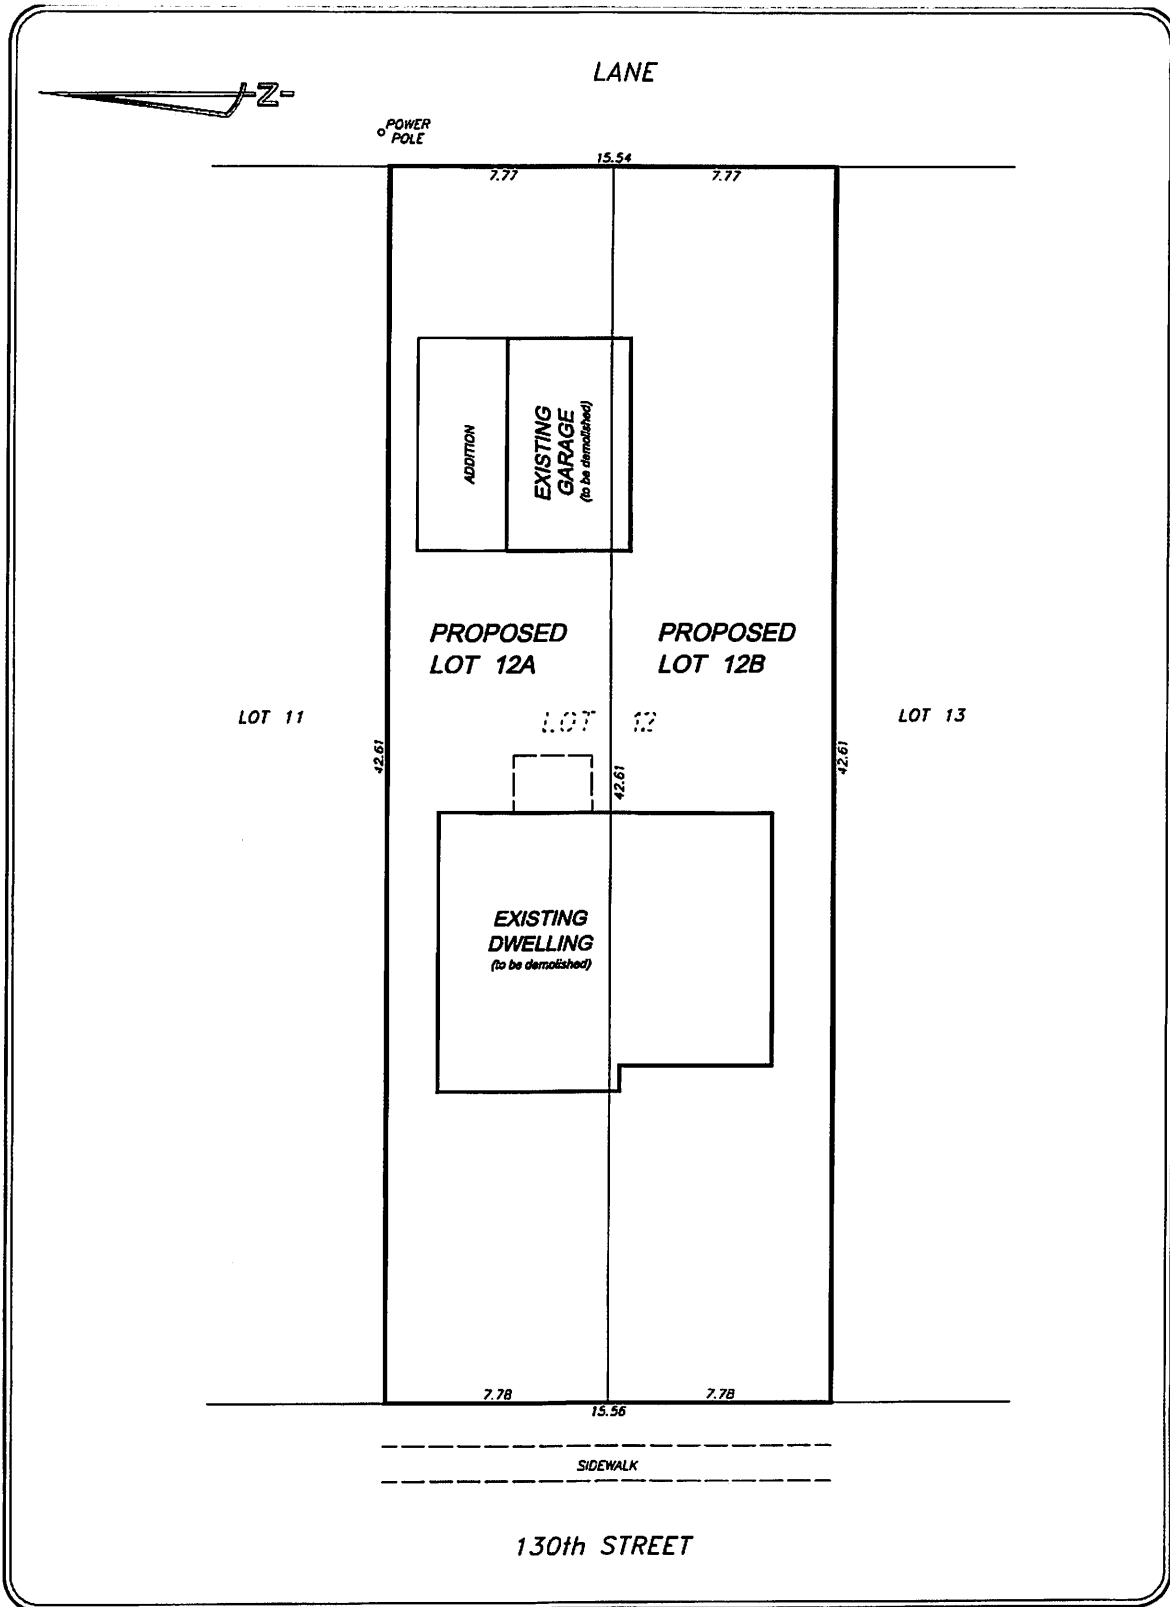 LANE
-Z-
POWER
POLE
15.54
7.77 7.77
ADDITION
EXISTING
GARAGE
(to be demolished)
PROPOSED
LOT 12A
PROPOSED
LOT 12B
LOT 11
LOT 12
LOT 13
42.61
42.61
42.61
EXISTING
DWELLING
(to be demolished)
7.78 7.78
15.56
SIDEWALK
130th STREET